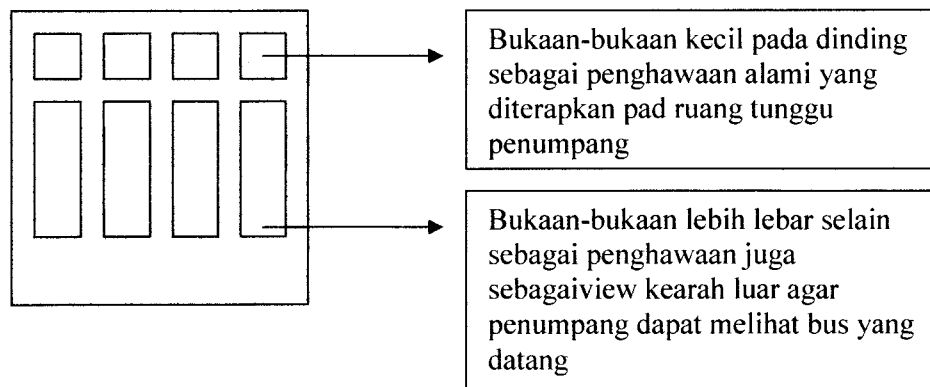 Bukaan-bukaan kecil pada dinding
sebagai penghawaan alami yang
diterapkan pad ruang tunggu
penumpang
Bukaan-bukaan lebih lebar selain
sebagai penghawaan juga
sebagaiview kearah luar agar
penumpang dapat melihat bus yang
datang